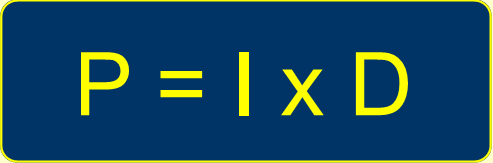 P = I x D